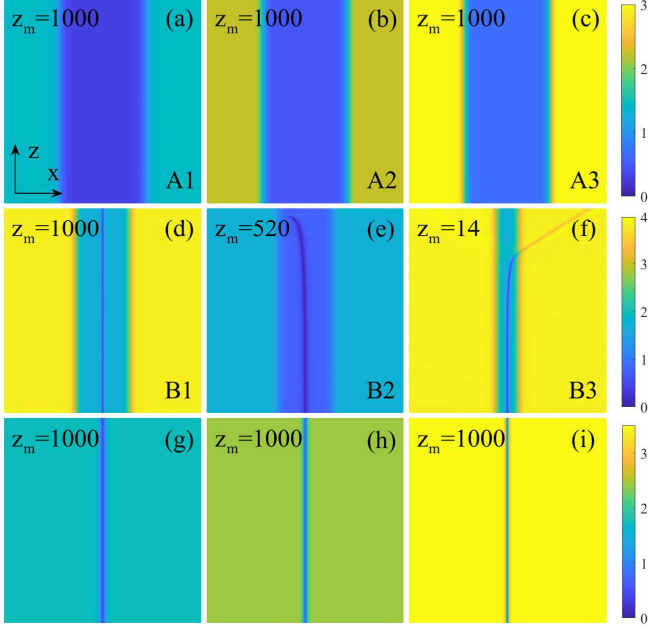 z_m=1000 (a)
z_m=1000 (b)
z_m=1000 (c)
z
x
A1
A2
A3
3
2
1
0
z_m=1000 (d)
z_m=520 (e)
z_m=14 (f)
B1
B2
B3
4
3
2
1
0
z_m=1000 (g)
z_m=1000 (h)
z_m=1000 (i)
3
2
1
0